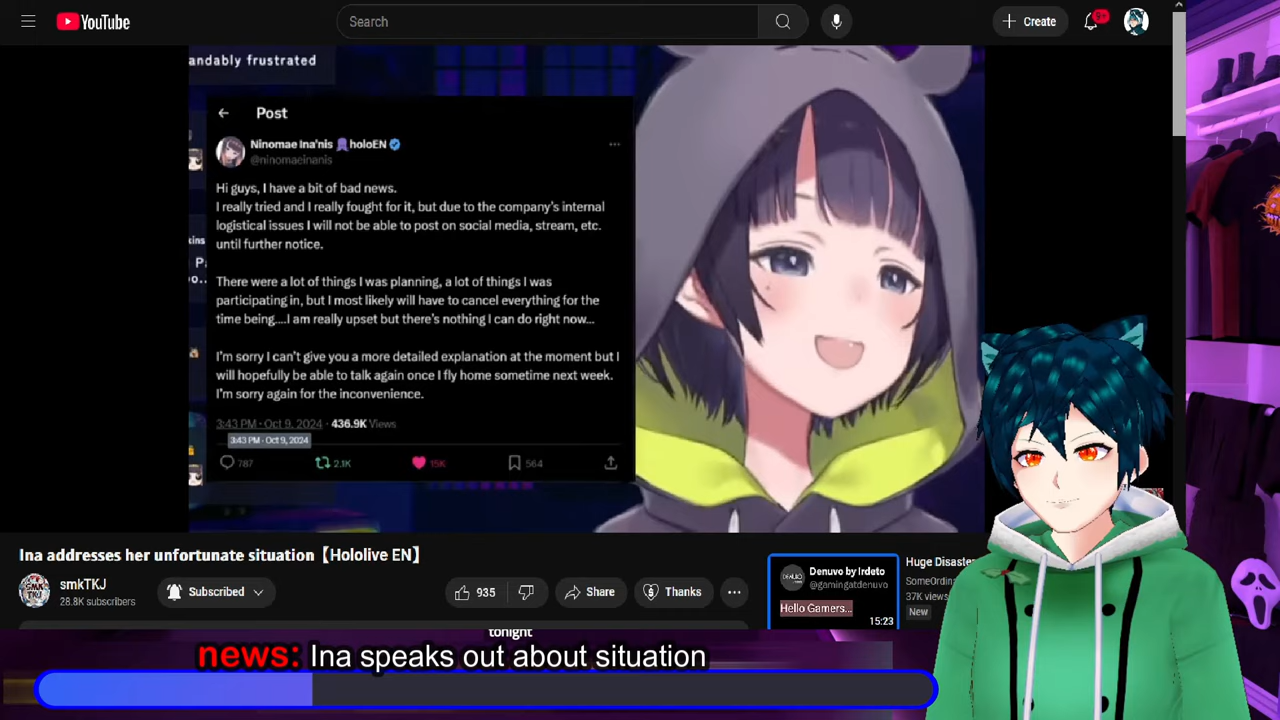 YouTube
Search
Create
9+
andably frustrated
Post
Ninomae Ina'nis holoEN
@ninomaeinanis
Hi guys, I have a bit of bad news.
I really tried and I really fought for it, but due to the company's internal
logistical issues I will not be able to post on social media, stream, etc.
until further notice.
There were a lot of things I was planning, a lot of things I was
participating in, but I most likely will have to cancel everything for the
time being....I am really upset but there's nothing I can do right now...
I'm sorry I can't give you a more detailed explanation at the moment but I
will hopefully be able to talk again once I fly home sometime next week.
I'm sorry again for the inconvenience.
3:43 PM · Oct 9, 2024 · 436.9K Views
3:43 PM · Oct 9, 2024
787
2.1K
15K
564
Ina addresses her unfortunate situation【Hololive EN】
smkTKJ
28.8K subscribers
Subscribed
935
Share
Thanks
Denuvo by Irdeto
@gamingatdenuvo
Hello Gamers...
15:23
Huge Disaste
SomeOrdina
37K views
New
tonight
news: Ina speaks out about situation